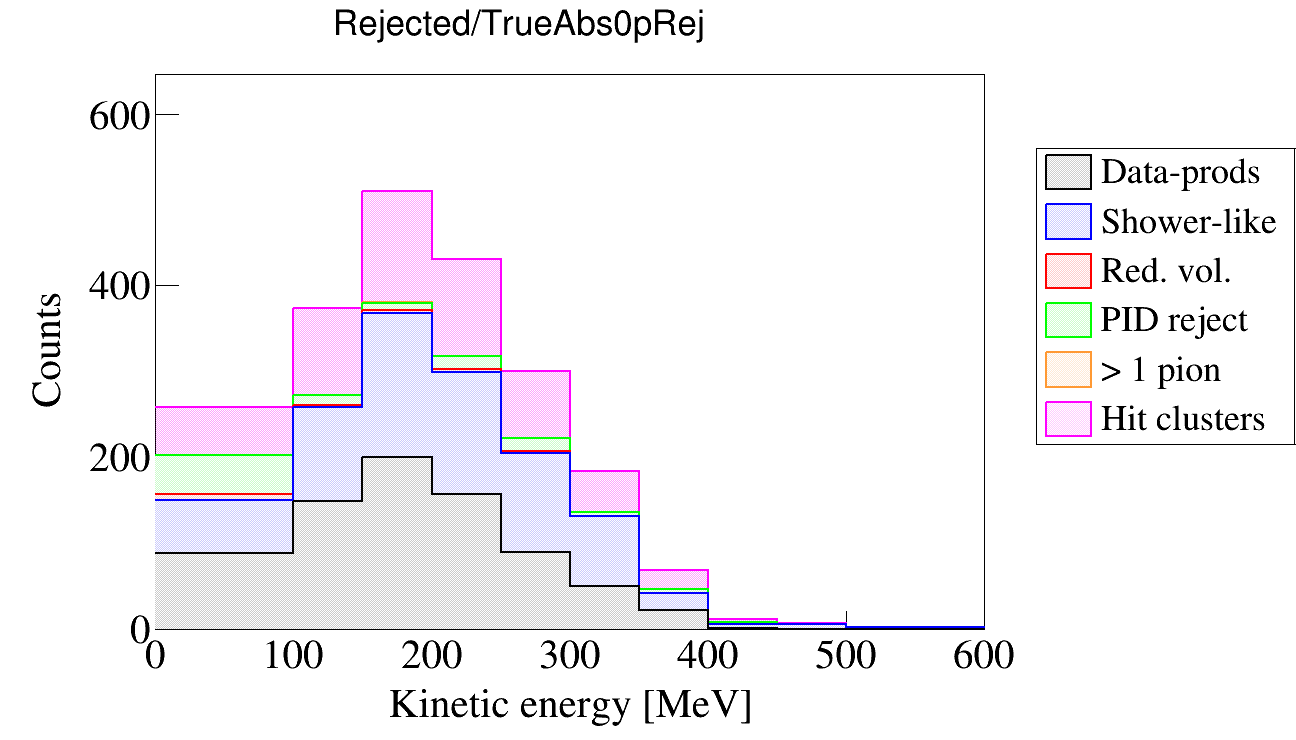 Rejected/TrueAbs0pRej
Counts
600
400
200
0
0 100 200 300 400 500 600
Kinetic energy [MeV]
Data-prods
Shower-like
Red. vol.
PID reject
> 1 pion
Hit clusters